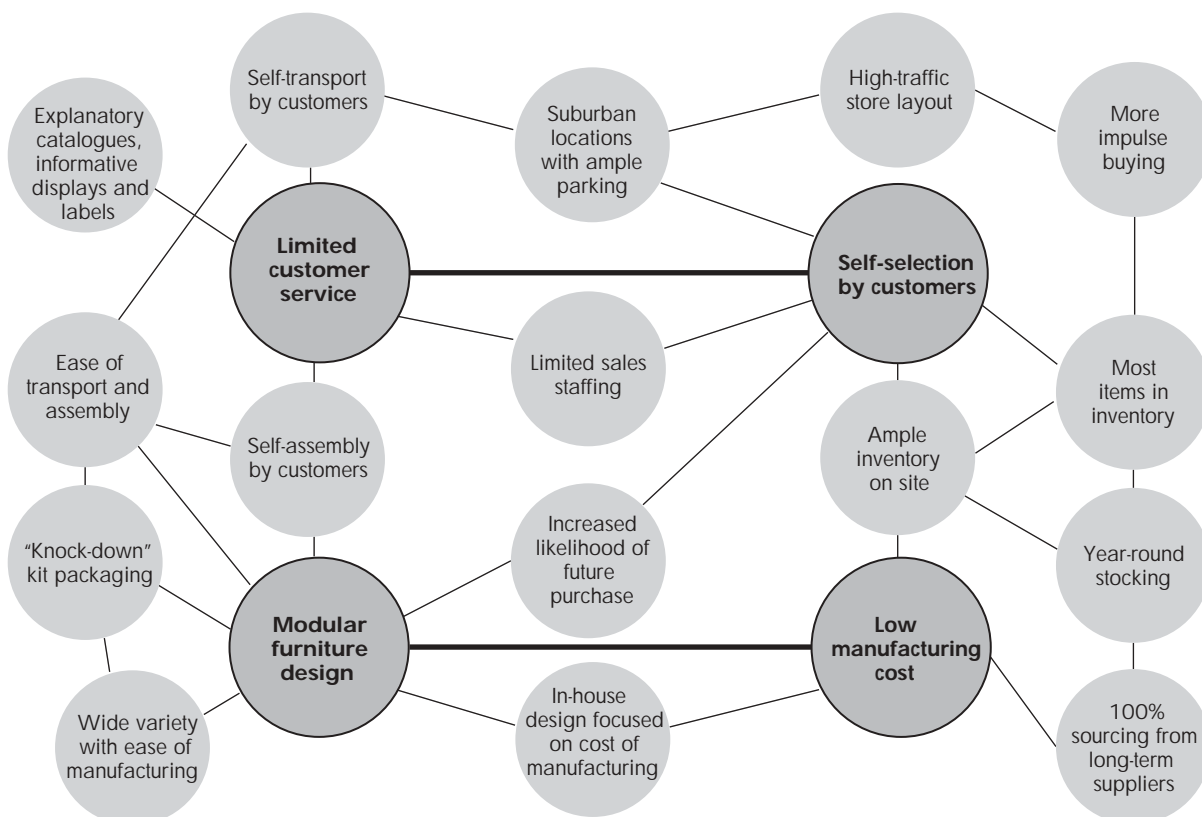 Self-transport
by customers
High-traffic
store layout
Explanatory
catalogues,
informative
displays and
labels
Suburban
locations
with ample
parking
More
impulse
buying
Limited
customer
service
Self-selection
by customers
Ease of
transport and
assembly
Limited sales
staffing
Most
items in
inventory
Self-assembly
by customers
Ample
inventory
on site
"Knock-down"
kit packaging
Increased
likelihood of
future
purchase
Year-round
stocking
Modular
furniture
design
Low
manufacturing
cost
Wide variety
with ease of
manufacturing
In-house
design focused
on cost of
manufacturing
100%
sourcing from
long-term
suppliers